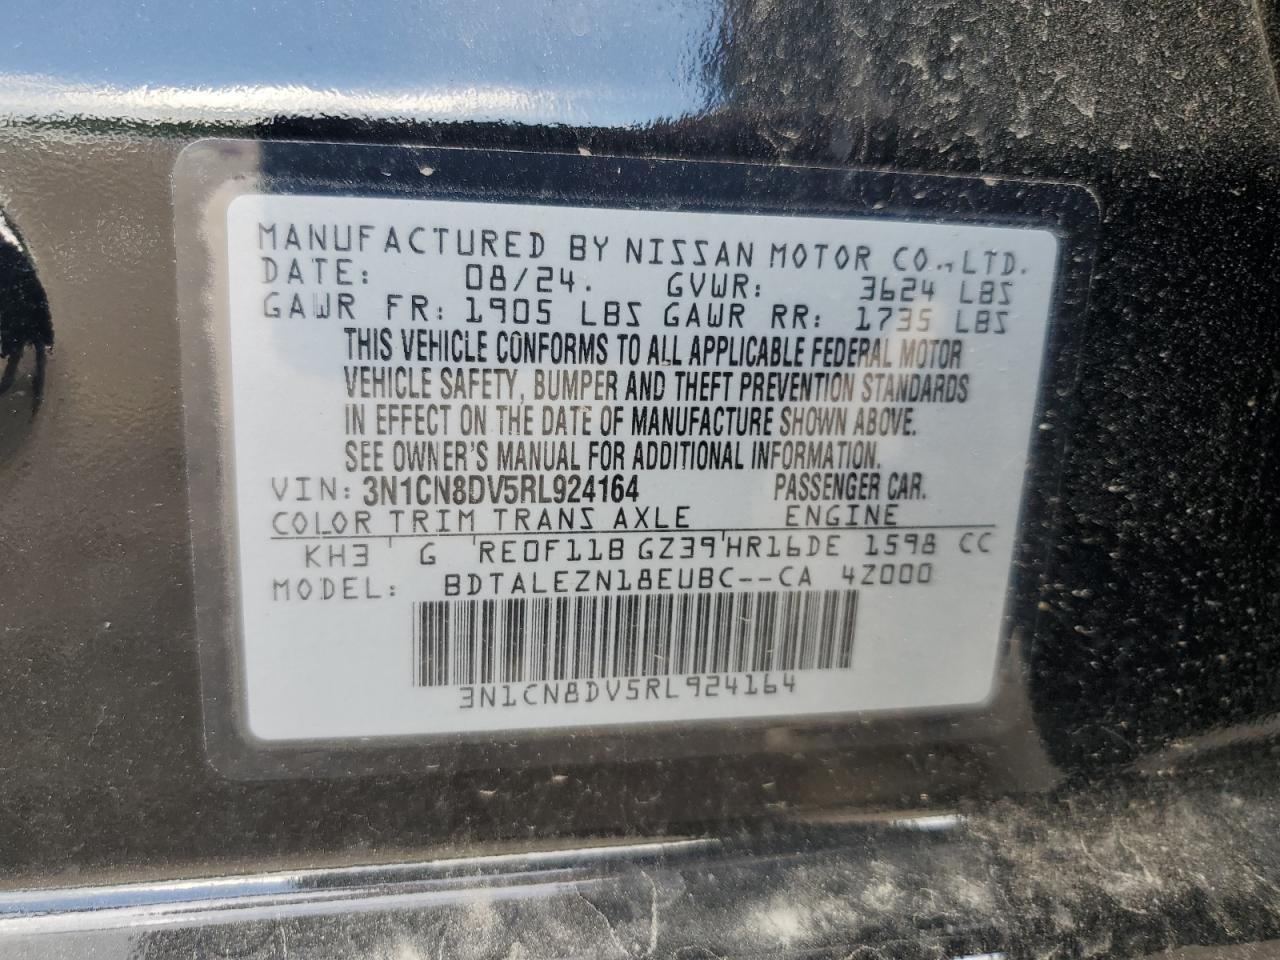 MANUFACTURED BY NISSAN MOTOR CO., LTD.
DATE: 08/24. GVWR: 3624 LBS
GAWR FR: 1905 LBS GAWR RR: 1735 LBS
THIS VEHICLE CONFORMS TO ALL APPLICABLE FEDERAL MOTOR
VEHICLE SAFETY, BUMPER AND THEFT PREVENTION STANDARDS
IN EFFECT ON THE DATE OF MANUFACTURE SHOWN ABOVE.
SEE OWNER'S MANUAL FOR ADDITIONAL INFORMATION.
VIN: 3N1CN8DV5RL924164 PASSENGER CAR.
COLOR TRIM TRANS AXLE ENGINE
KH3 G RE0F11B GZ39 HR16DE 1598 CC
MODEL: BDTALEZN18EUBC--CA 4Z000
3N1CN8DV5RL924164